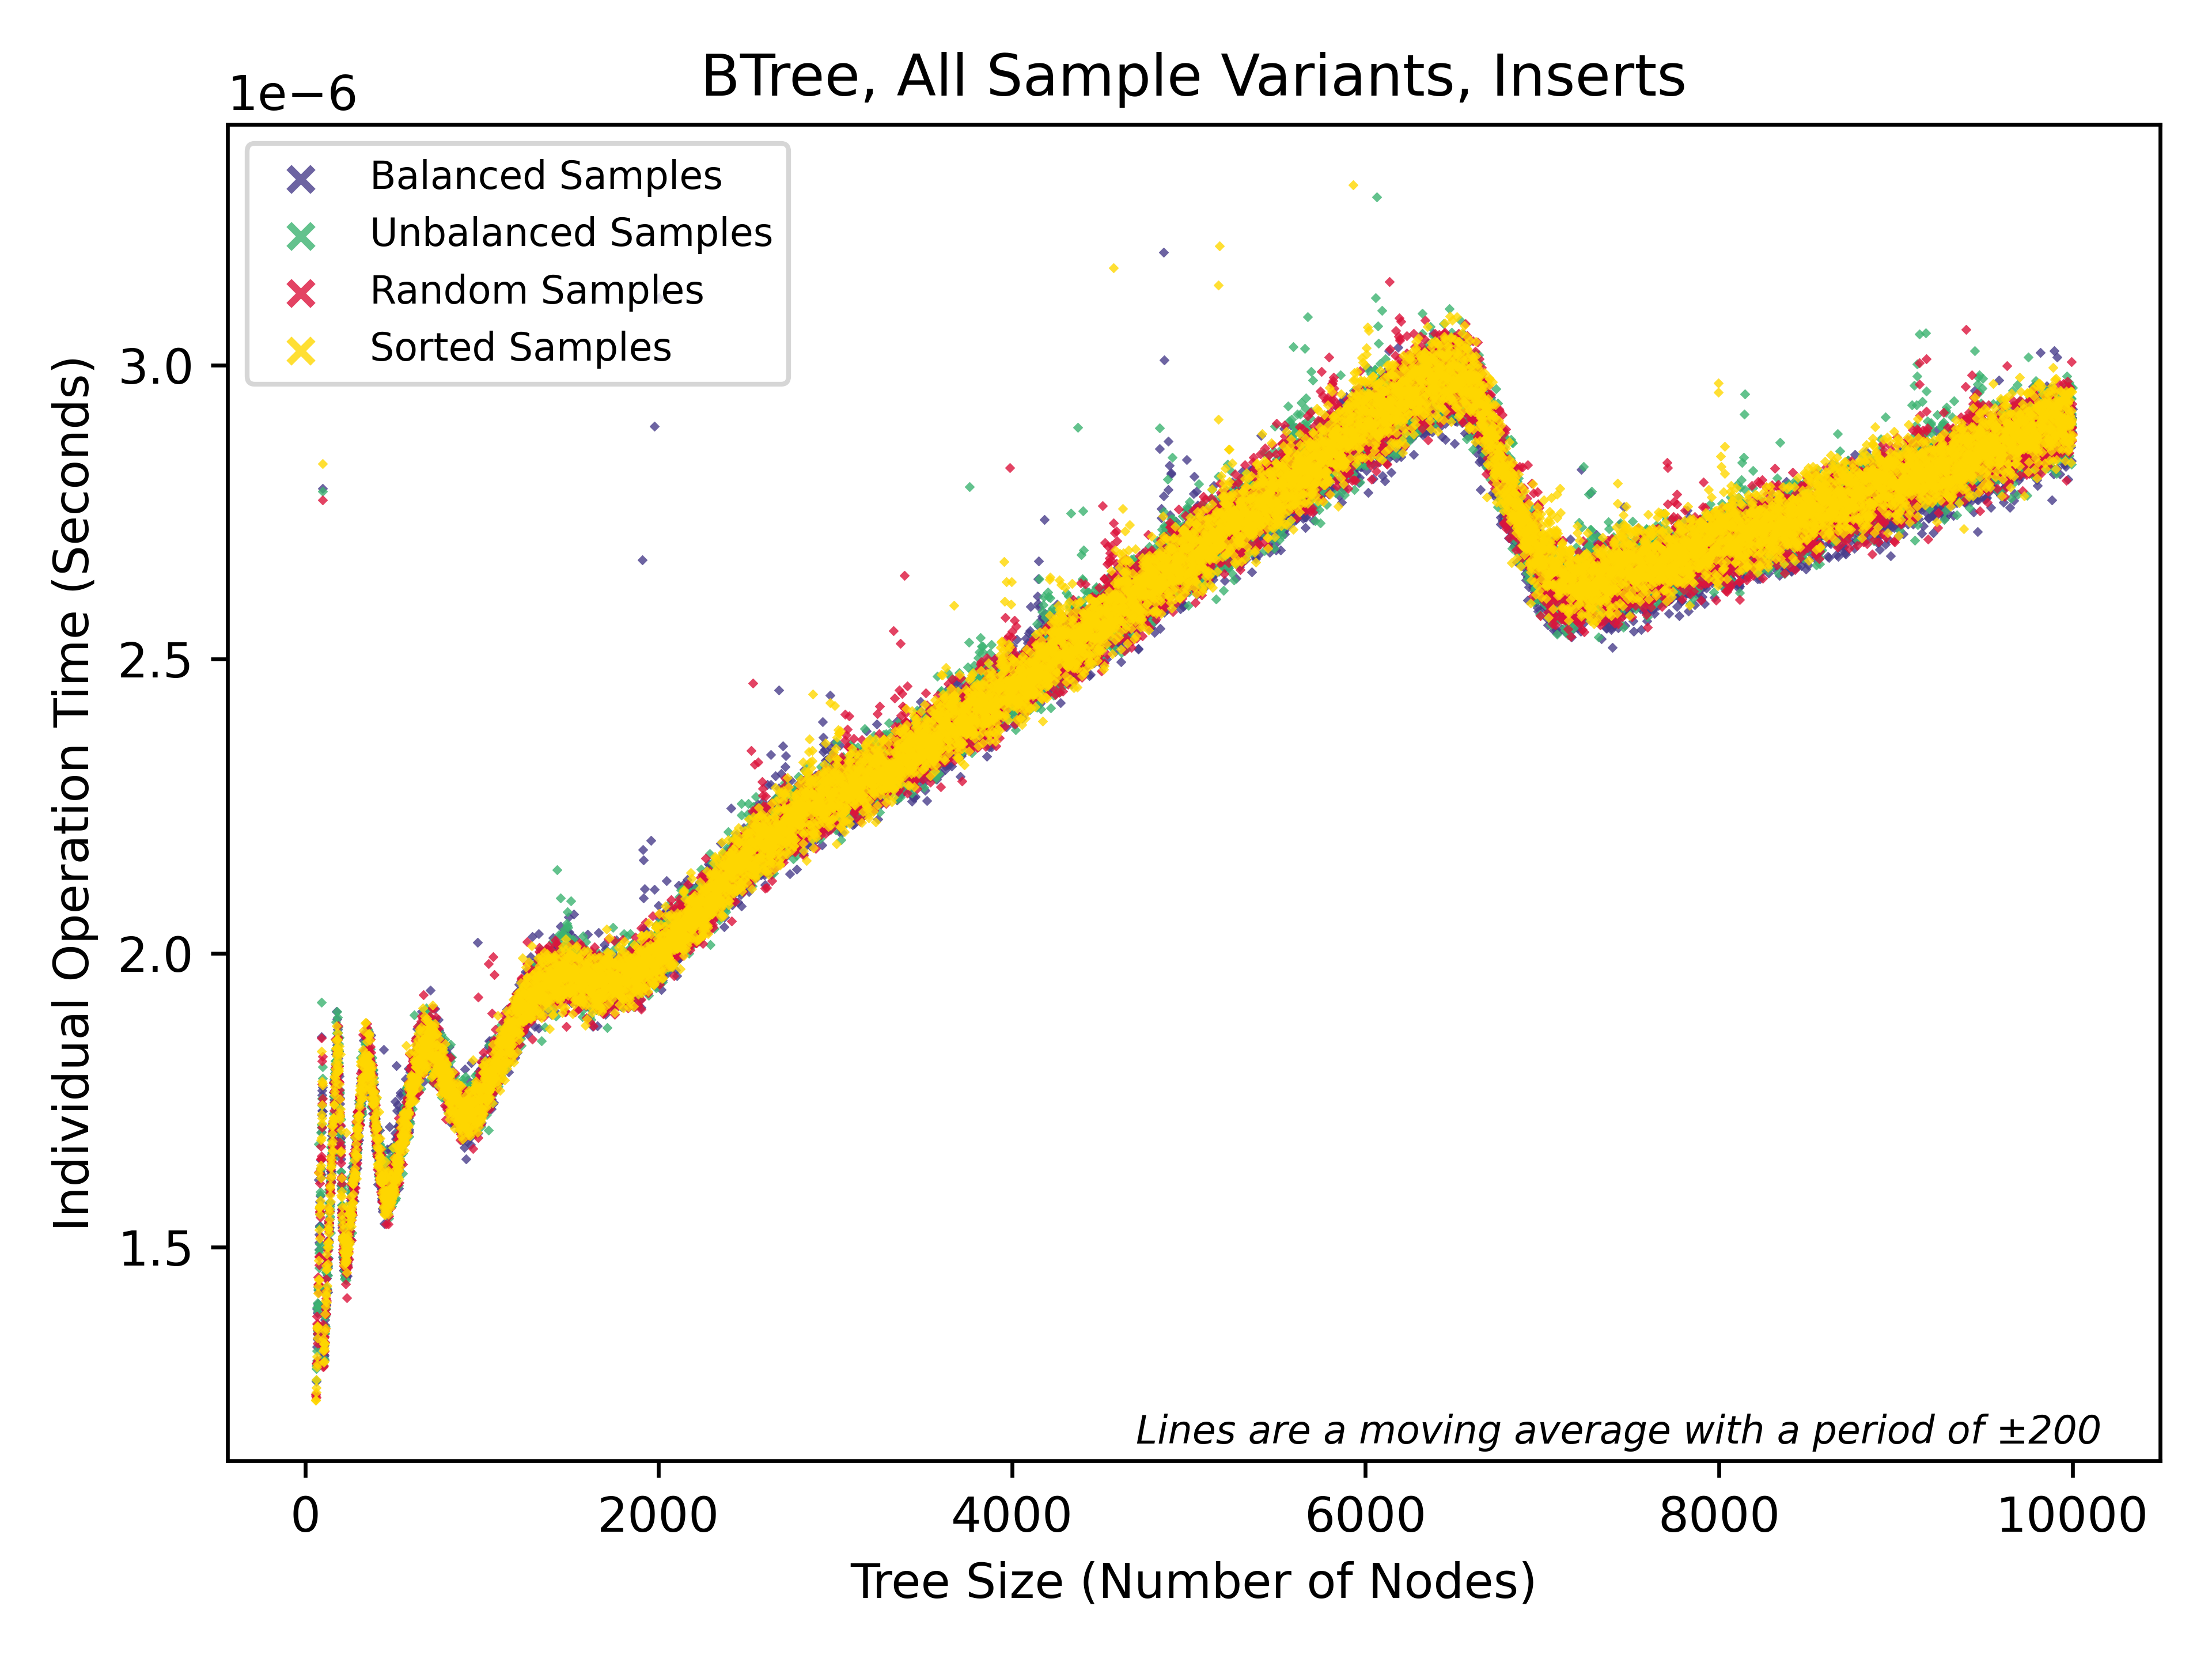 BTree, All Sample Variants, Inserts
1e−6
Balanced Samples
Unbalanced Samples
Random Samples
Sorted Samples
Individual Operation Time (Seconds)
3.0
2.5
2.0
1.5
Lines are a moving average with a period of ±200
0 2000 4000 6000 8000 10000
Tree Size (Number of Nodes)